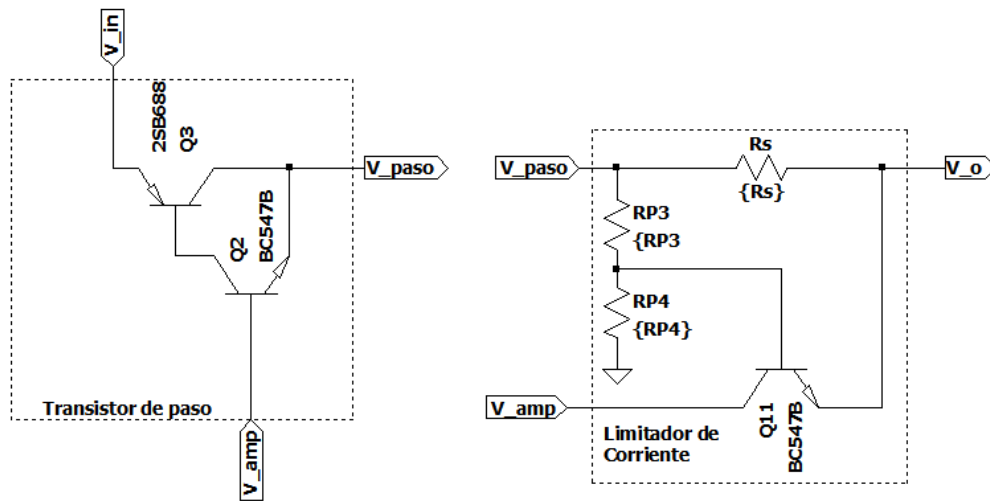 V_in
2SB688
Q3
V_paso
Q2
BC547B
Transistor de paso
V_amp
V_paso
Rs
{Rs}
V_o
RP3
{RP3
RP4
{RP4}
V_amp
Q11
BC547B
Limitador de
Corriente